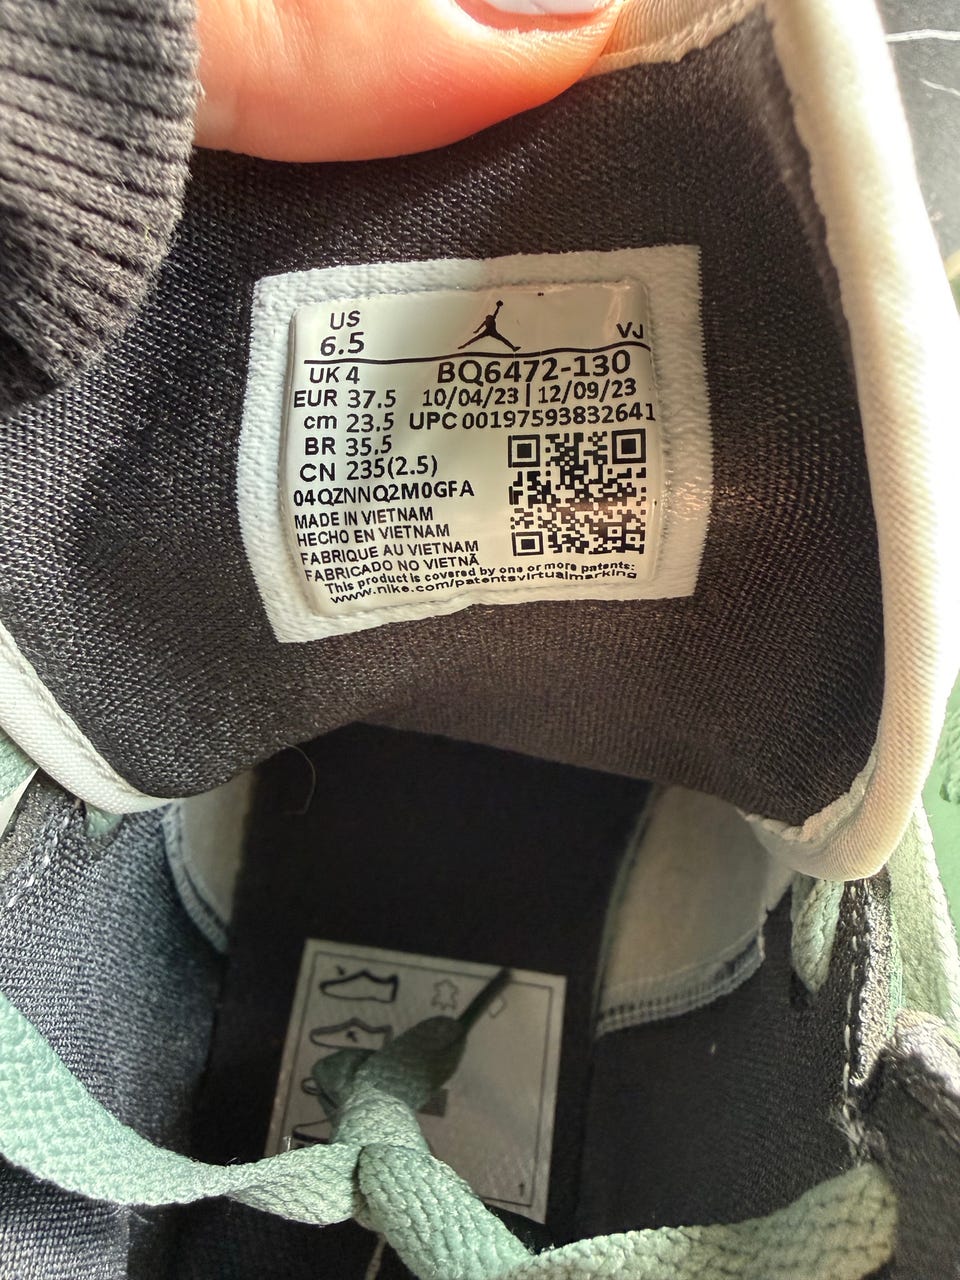 US
6.5
VJ
UK 4
BQ6472-130
EUR 37.5
10/04/23 | 12/09/23
cm 23.5
UPC 00197593832641
BR 35.5
CN 235(2.5)
04QZNNQ2M0GFA
MADE IN VIETNAM
HECHO EN VIETNAM
FABRIQUE AU VIETNAM
FABRICADO NO VIETNÃ
This product is covered by one or more patents:
www.nike.com/patentsvirtualmarking